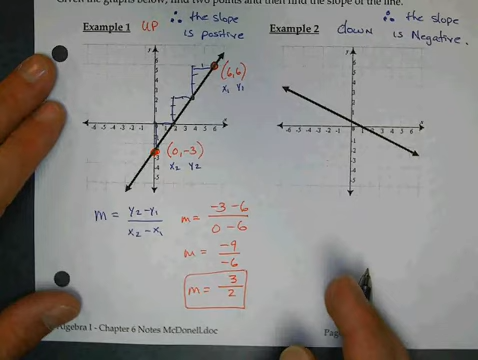 Given the graphs below, find two points and then find the slope of the line.
Example 1 UP ∴ the slope is positive
Example 2 down ∴ the slope is Negative.
(6,6)
x₁ y₁
(0,-3)
x₂ y₂
m = y₂-y₁ / x₂-x₁
m = -3-6 / 0-6
m = -9 / -6
m = 3 / 2
Algebra I - Chapter 6 Notes McDonell.doc